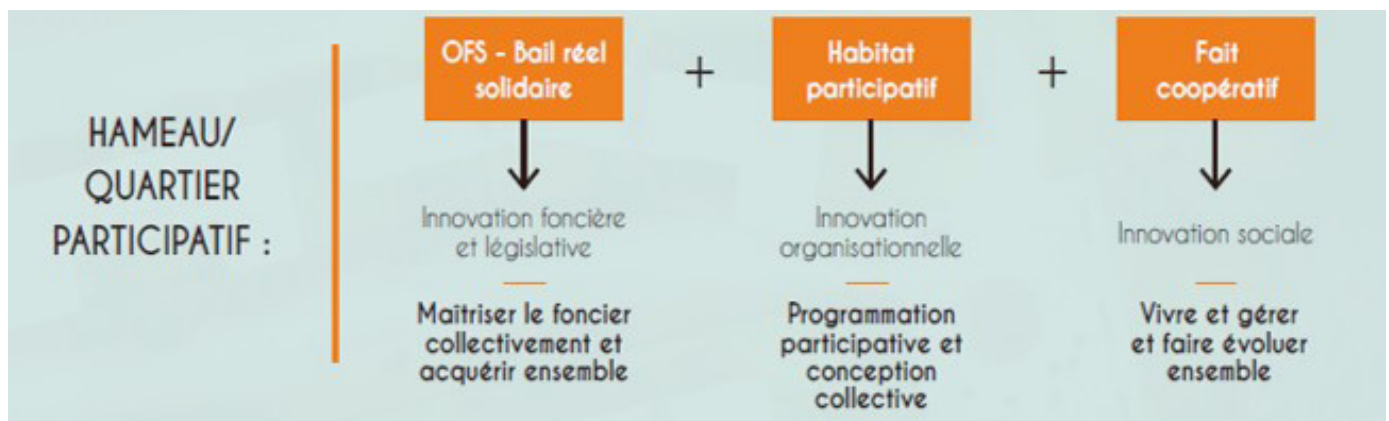 HAMEAU/
QUARTIER
PARTICIPATIF :
OFS - Bail réel
solidaire
+
Habitat
participatif
+
Fait
coopératif
Innovation foncière
et législative
Maîtriser le foncier
collectivement et
acquérir ensemble
Innovation
organisationnelle
Programmation
participative et
conception
collective
Innovation sociale
Vivre et gérer
et faire évoluer
ensemble